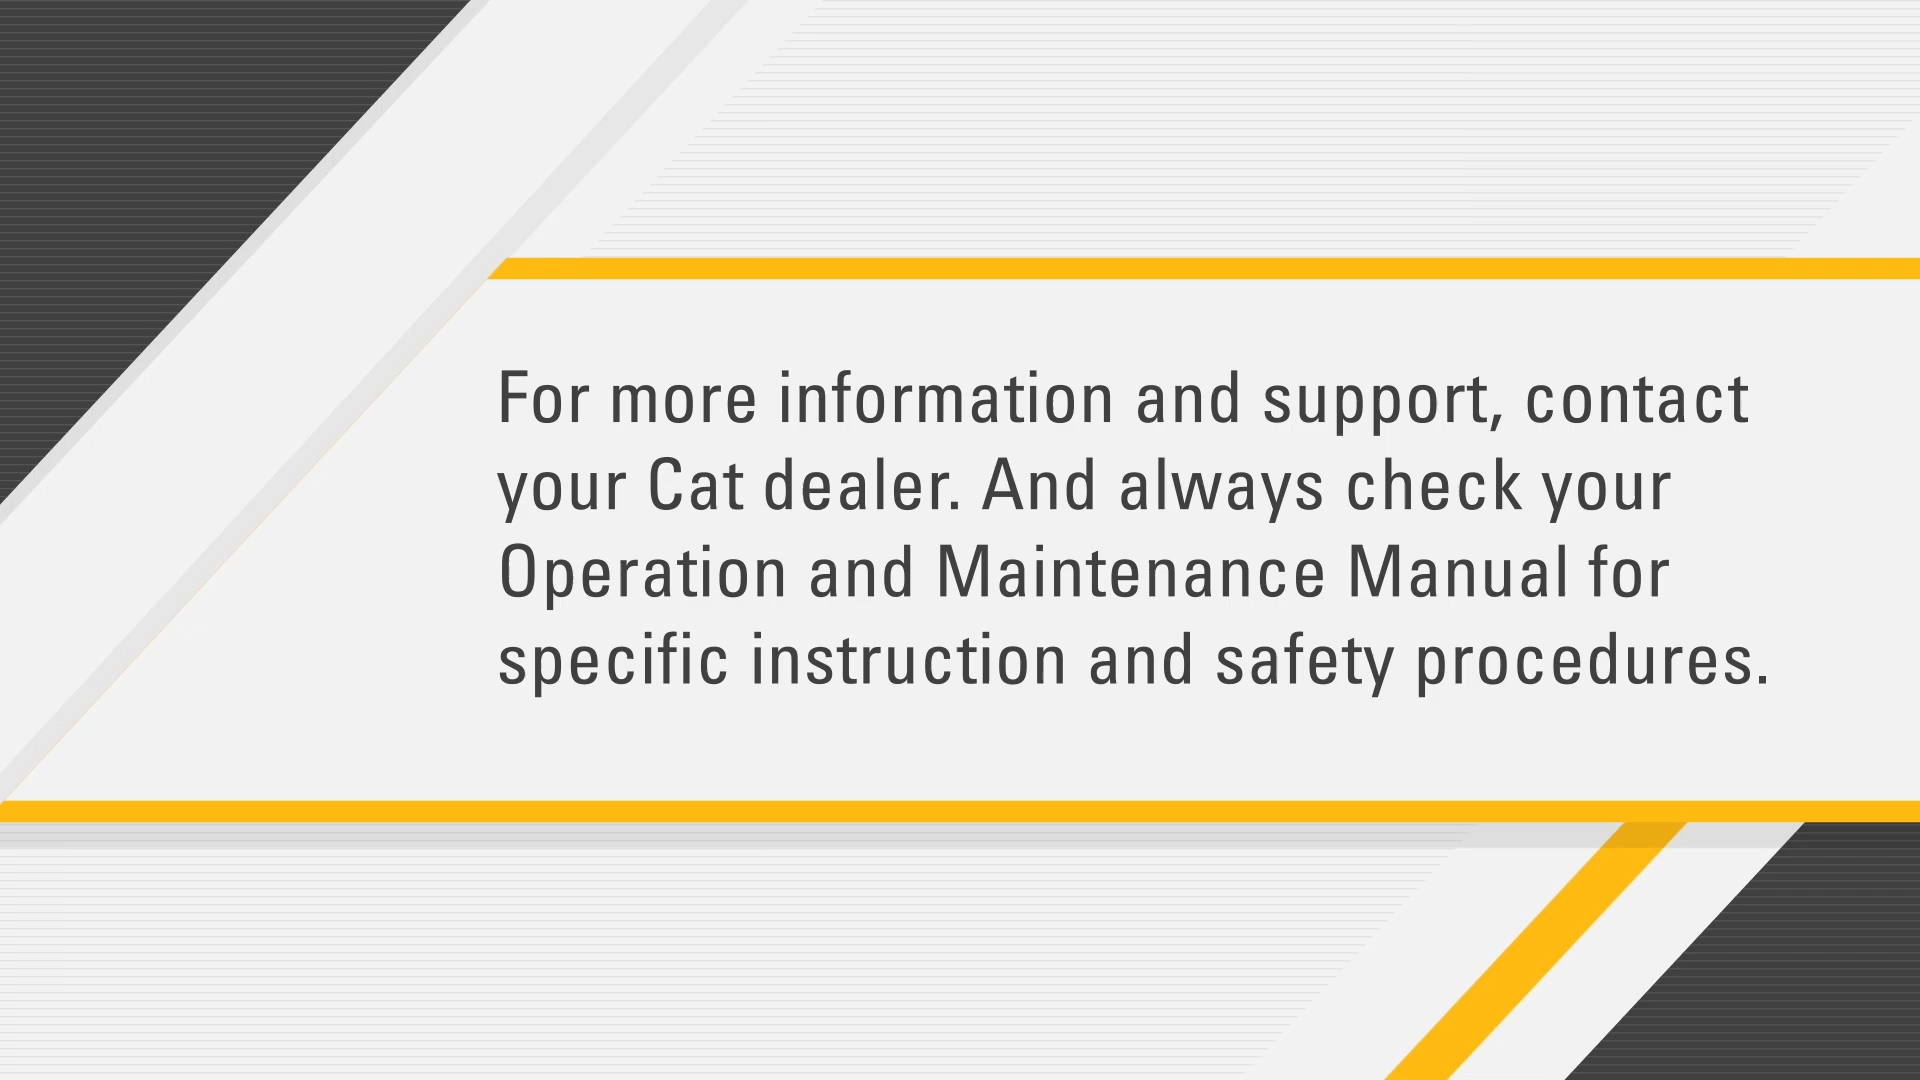 For more information and support, contact
your Cat dealer. And always check your
Operation and Maintenance Manual for
specific instruction and safety procedures.